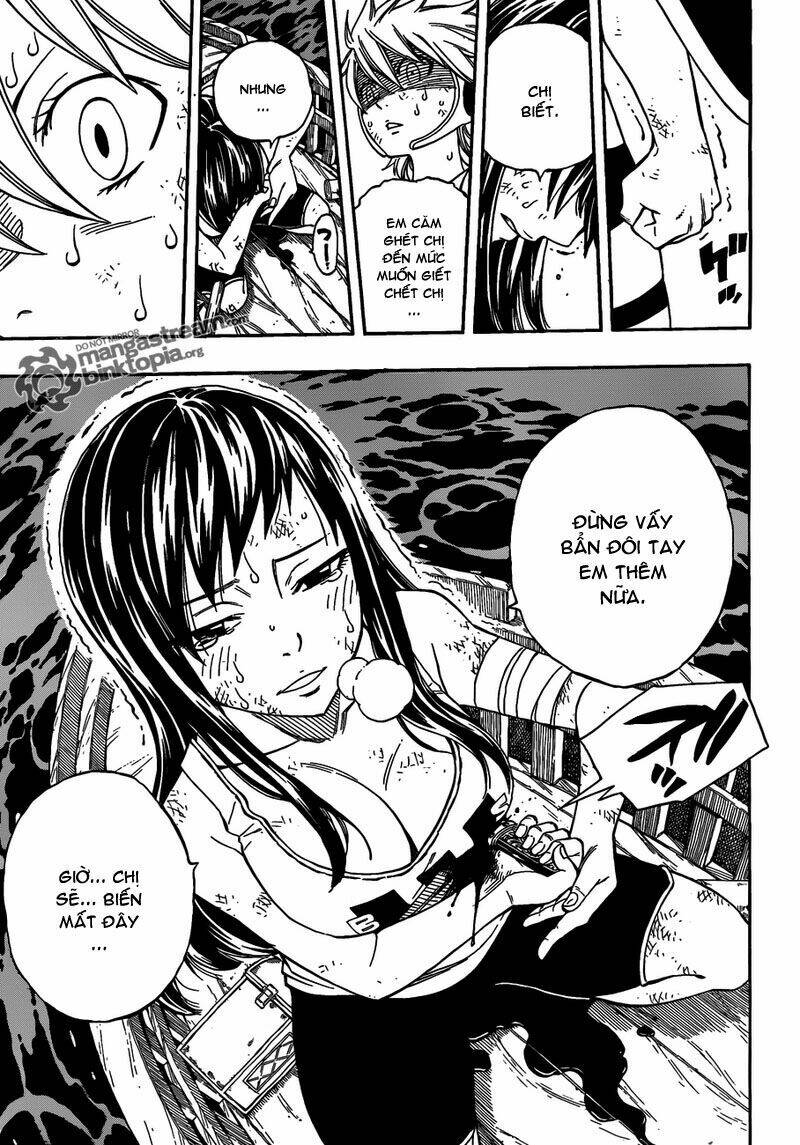 CHỊ
BIẾT.
EM CĂM
GHÉT CHỊ
ĐẾN MỨC
MUỐN GIẾT
CHẾT CHỊ
...
NHƯNG
...
DO NOT MIRROR
mangastream.com
binktopia.org
ĐỪNG VẤY
BẨN ĐÔI TAY
EM THÊM
NỮA.
GIỜ... CHỊ
SẼ... BIẾN
MẤT ĐÂY
...